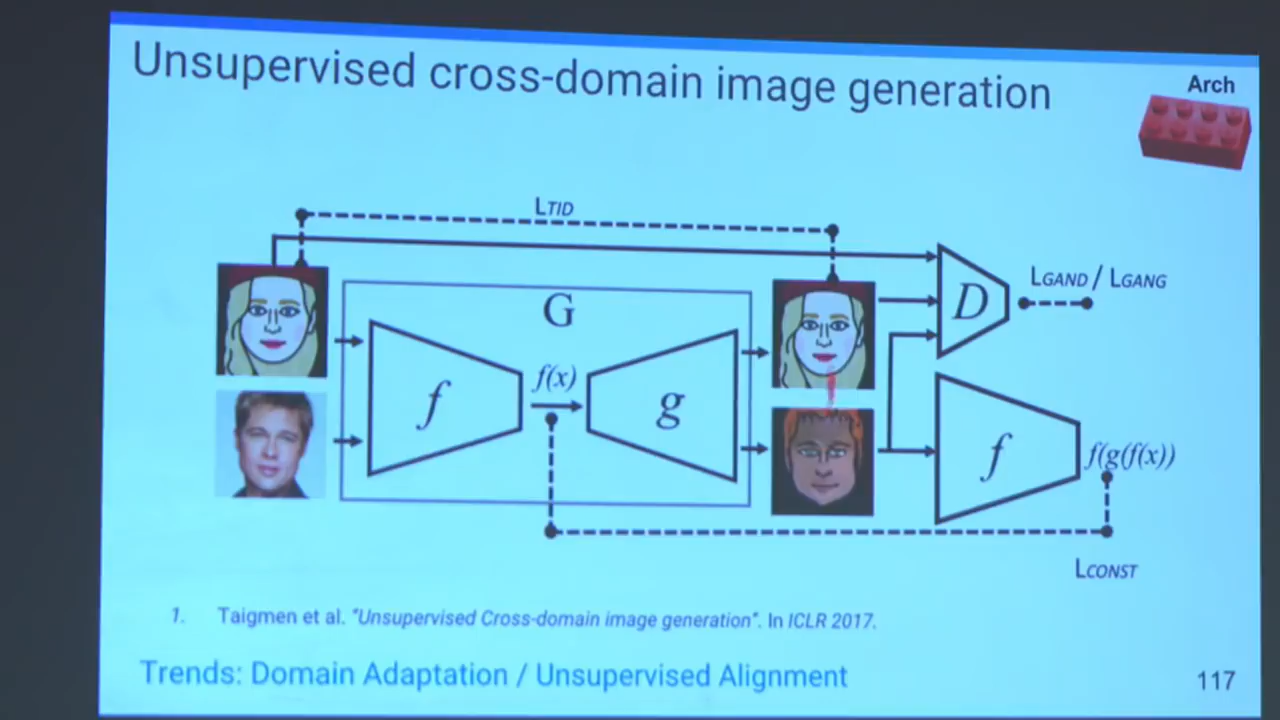 Unsupervised cross-domain image generation
Arch
LTID
G
f
f(x)
g
D
LGAND / LGANG
f
f(g(f(x))
LCONST
1. Taigmen et al. "Unsupervised Cross-domain image generation". In ICLR 2017.
Trends: Domain Adaptation / Unsupervised Alignment
117